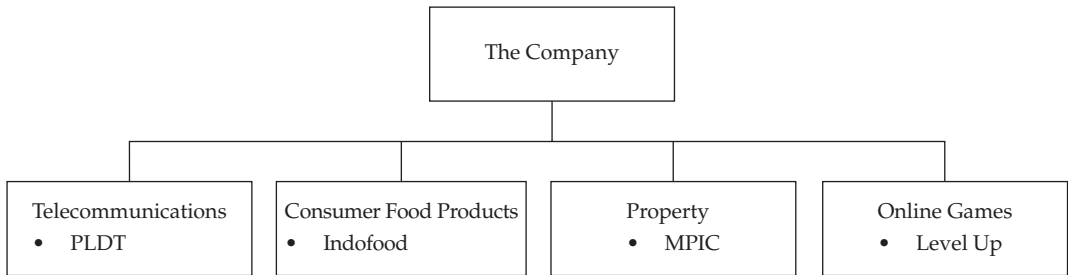 The Company
Telecommunications
• PLDT
Consumer Food Products
• Indofood
Property
• MPIC
Online Games
• Level Up